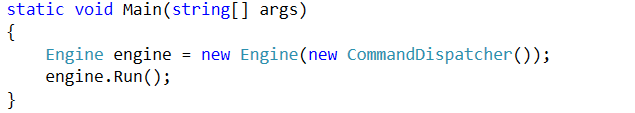 static void Main(string[] args)
{
    Engine engine = new Engine(new CommandDispatcher());
    engine.Run();
}